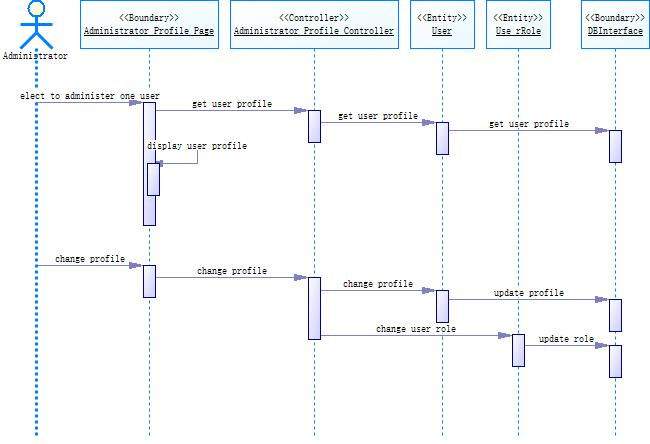 <<Boundary>>
Administrator Profile Page
<<Controller>>
Administrator Profile Controller
<<Entity>>
User
<<Entity>>
Use rRole
<<Boundary>>
DBInterface
Administrator
elect to administer one user
get user profile
get user profile
get user profile
display user profile
change profile
change profile
change profile
update profile
change user role
update role